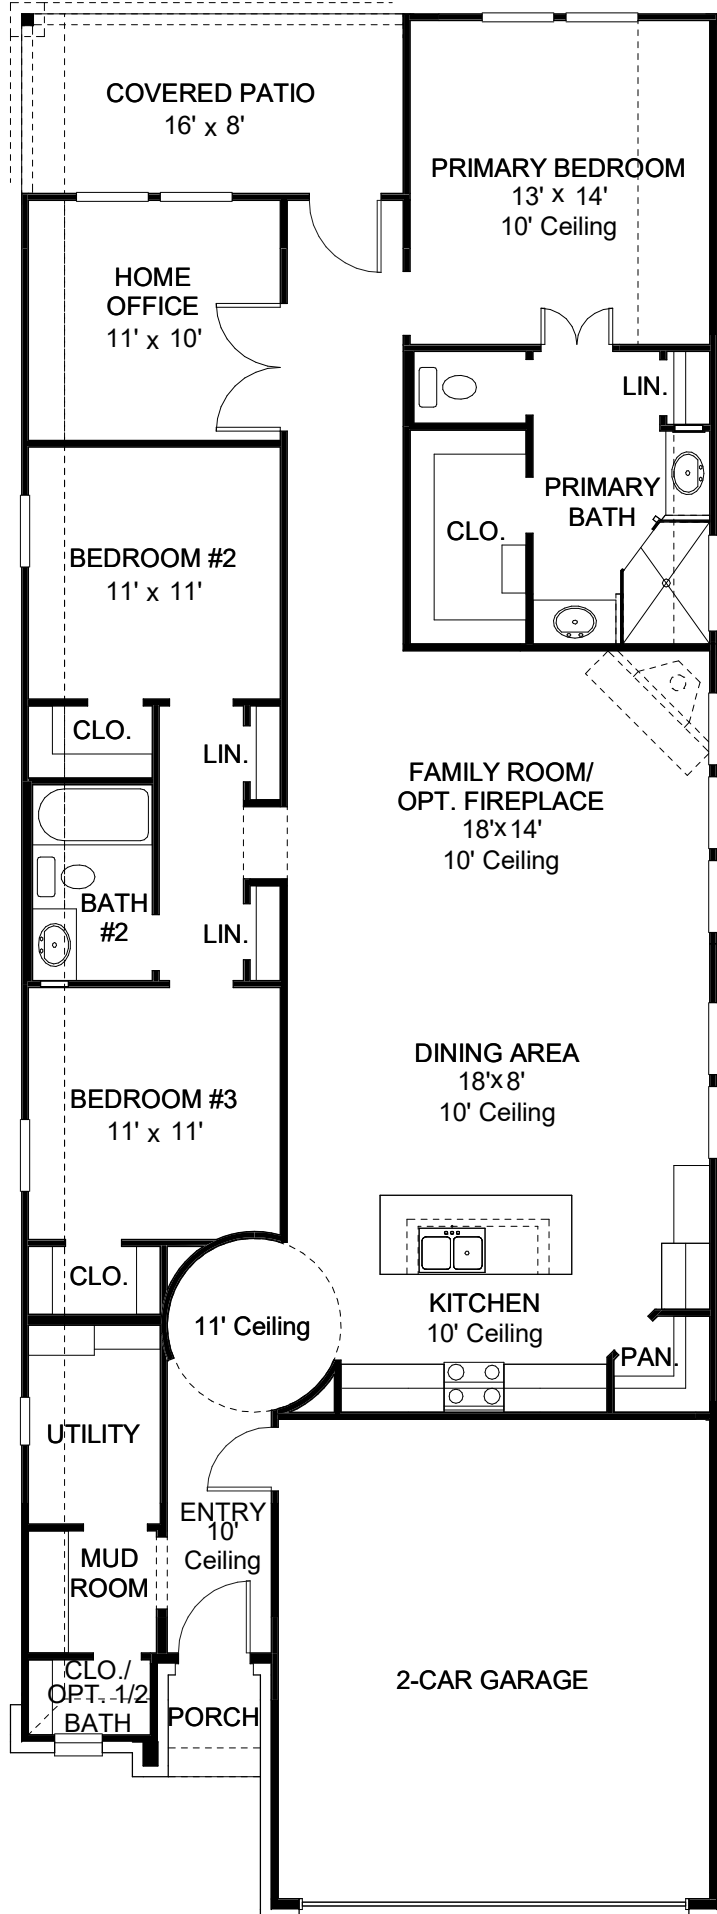 COVERED PATIO
16' x 8'
PRIMARY BEDROOM
13' x 14'
10' Ceiling
HOME
OFFICE
11' x 10'
LIN.
PRIMARY
BATH
CLO.
BEDROOM #2
11' x 11'
CLO.
LIN.
FAMILY ROOM/
OPT. FIREPLACE
18'x14'
10' Ceiling
BATH
#2
LIN.
DINING AREA
18'x8'
10' Ceiling
BEDROOM #3
11' x 11'
CLO.
11' Ceiling
KITCHEN
10' Ceiling
PAN.
UTILITY
ENTRY
10'
Ceiling
MUD
ROOM
CLO./
OPT. 1/2
BATH
PORCH
2-CAR GARAGE